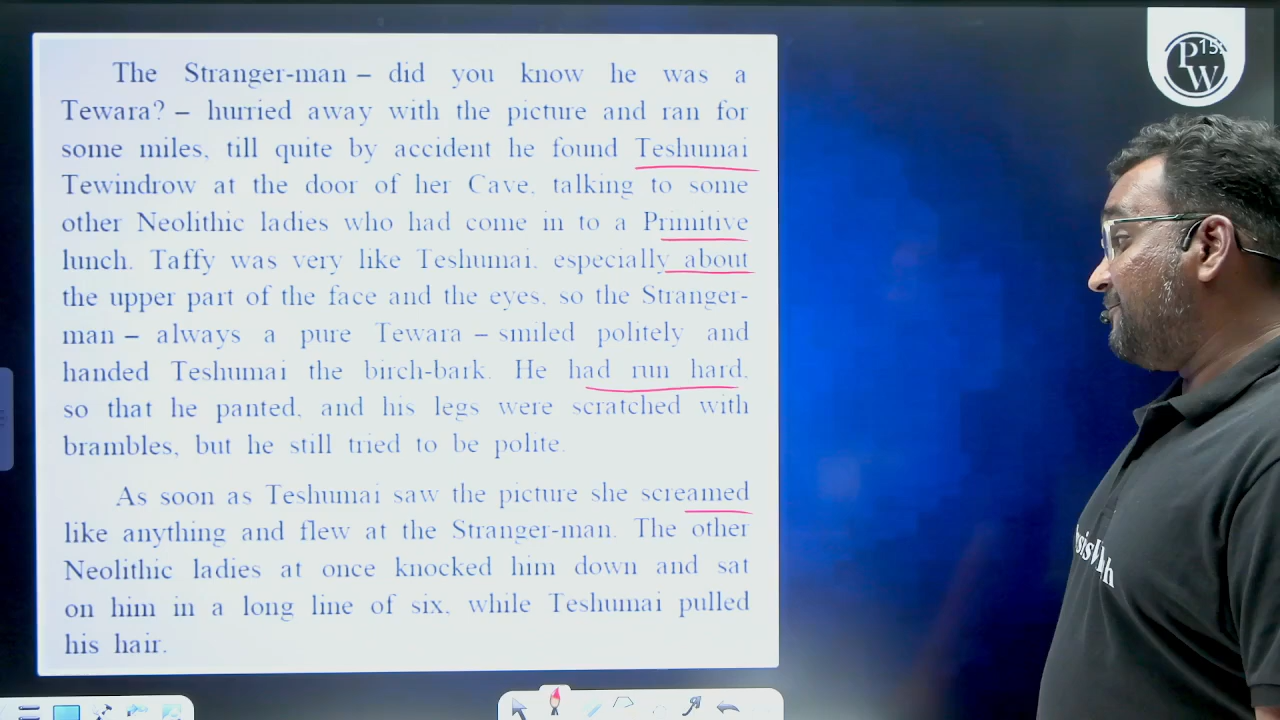 The Stranger-man – did you know he was a
Tewara? – hurried away with the picture and ran for
some miles, till quite by accident he found Teshumai
Tewindrow at the door of her Cave, talking to some
other Neolithic ladies who had come in to a Primitive
lunch. Taffy was very like Teshumai, especially about
the upper part of the face and the eyes, so the Stranger-
man – always a pure Tewara – smiled politely and
handed Teshumai the birch-bark. He had run hard,
so that he panted, and his legs were scratched with
brambles, but he still tried to be polite.
As soon as Teshumai saw the picture she screamed
like anything and flew at the Stranger-man. The other
Neolithic ladies at once knocked him down and sat
on him in a long line of six, while Teshumai pulled
his hair.
P
W